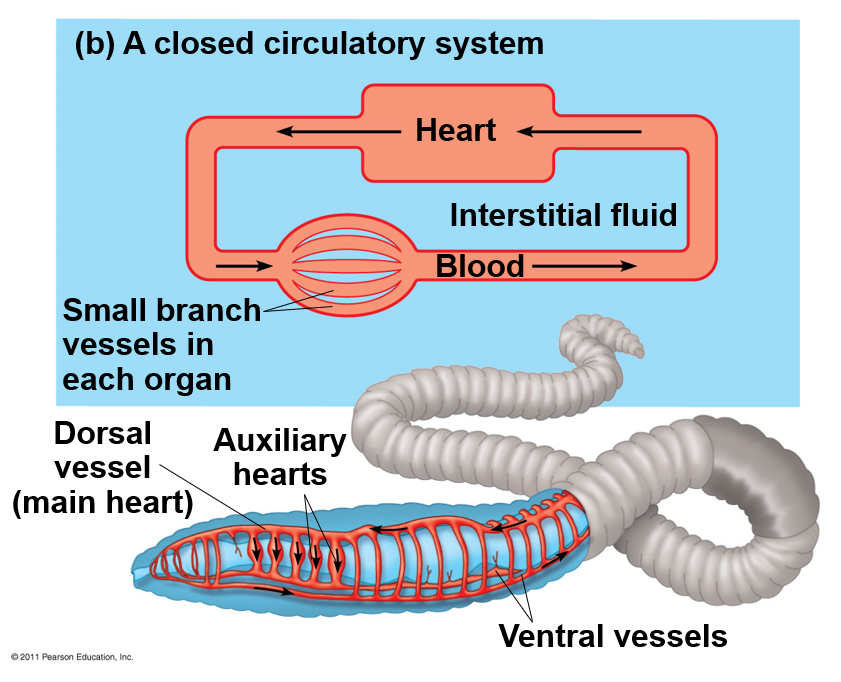 (b) A closed circulatory system
Heart
Interstitial fluid
Blood
Small branch
vessels in
each organ
Dorsal
vessel
(main heart)
Auxiliary
hearts
Ventral vessels
© 2011 Pearson Education, Inc.